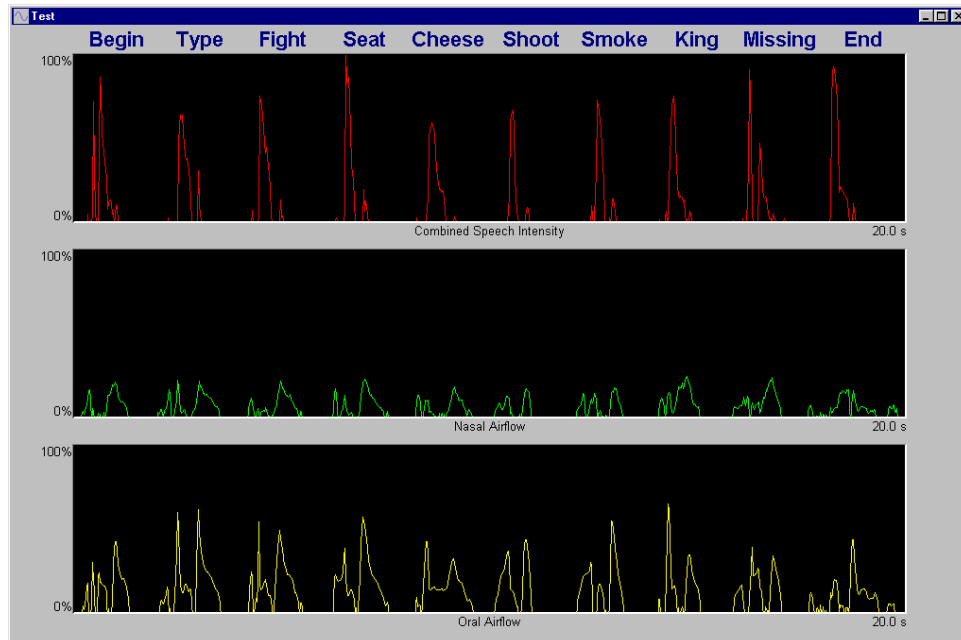 Test
Begin Type Fight Seat Cheese Shoot Smoke King Missing End
100%
0%
Combined Speech Intensity 20.0 s
100%
0%
Nasal Airflow 20.0 s
100%
0%
Oral Airflow 20.0 s